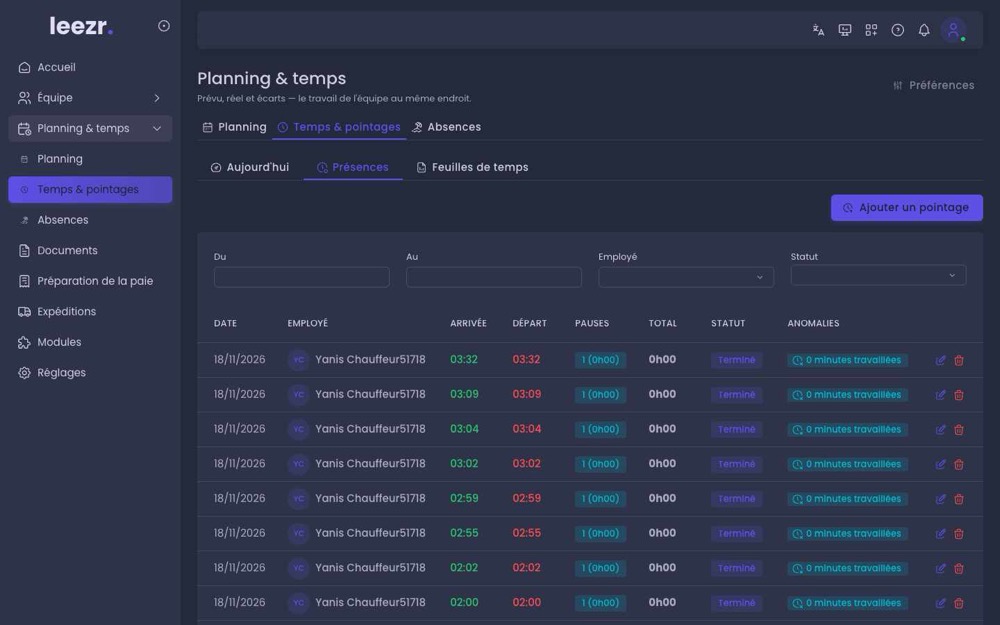 leezr.
Accueil
Équipe
Planning & temps
Planning
Temps & pointages
Absences
Documents
Préparation de la paie
Expéditions
Modules
Réglages
Planning & temps
Prévu, réel et écarts — le travail de l'équipe au même endroit.
Préférences
Planning Temps & pointages Absences
Aujourd'hui Présences Feuilles de temps
Ajouter un pointage
Du Au Employé Statut
DATE EMPLOYÉ ARRIVÉE DÉPART PAUSES TOTAL STATUT ANOMALIES
18/11/2026 YC Yanis Chauffeur51718 03:32 03:32 1 (0h00) 0h00 Terminé 0 minutes travaillées
18/11/2026 YC Yanis Chauffeur51718 03:09 03:09 1 (0h00) 0h00 Terminé 0 minutes travaillées
18/11/2026 YC Yanis Chauffeur51718 03:04 03:04 1 (0h00) 0h00 Terminé 0 minutes travaillées
18/11/2026 YC Yanis Chauffeur51718 03:02 03:02 1 (0h00) 0h00 Terminé 0 minutes travaillées
18/11/2026 YC Yanis Chauffeur51718 02:59 02:59 1 (0h00) 0h00 Terminé 0 minutes travaillées
18/11/2026 YC Yanis Chauffeur51718 02:55 02:55 1 (0h00) 0h00 Terminé 0 minutes travaillées
18/11/2026 YC Yanis Chauffeur51718 02:02 02:02 1 (0h00) 0h00 Terminé 0 minutes travaillées
18/11/2026 YC Yanis Chauffeur51718 02:00 02:00 1 (0h00) 0h00 Terminé 0 minutes travaillées